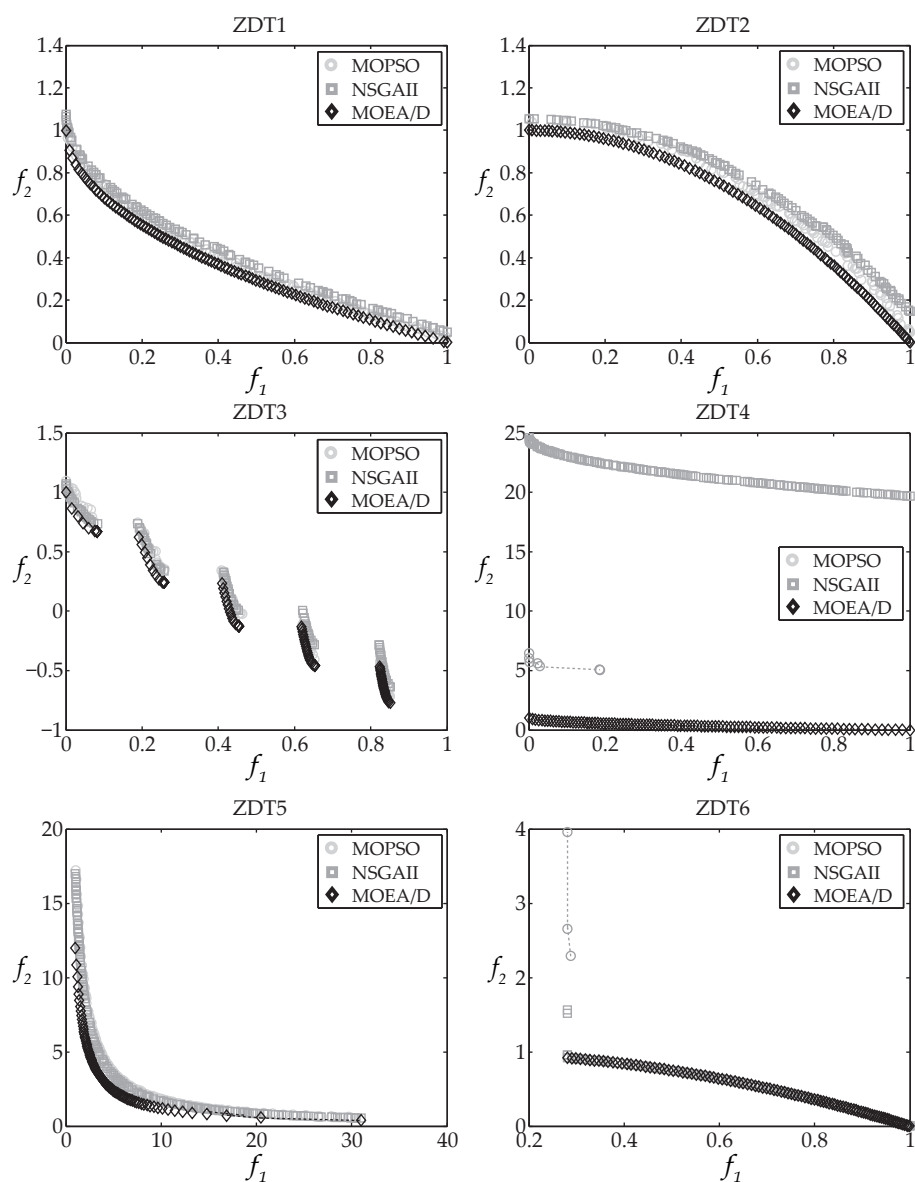 ZDT1
1.4
1.2
1
0.8
0.6
0.4
0.2
0
f2
MOPSO
NSGAII
MOEA/D
0 0.2 0.4 0.6 0.8 1
f1
ZDT2
1.4
1.2
1
0.8
0.6
0.4
0.2
0
f2
MOPSO
NSGAII
MOEA/D
0 0.2 0.4 0.6 0.8 1
f1
ZDT3
1.5
1
0.5
0
−0.5
−1
f2
MOPSO
NSGAII
MOEA/D
0 0.2 0.4 0.6 0.8 1
f1
ZDT4
25
20
15
10
5
0
f2
MOPSO
NSGAII
MOEA/D
0 0.2 0.4 0.6 0.8 1
f1
ZDT5
20
15
10
5
0
f2
MOPSO
NSGAII
MOEA/D
0 10 20 30 40
f1
ZDT6
4
3
2
1
0
f2
MOPSO
NSGAII
MOEA/D
0.2 0.4 0.6 0.8 1
f1